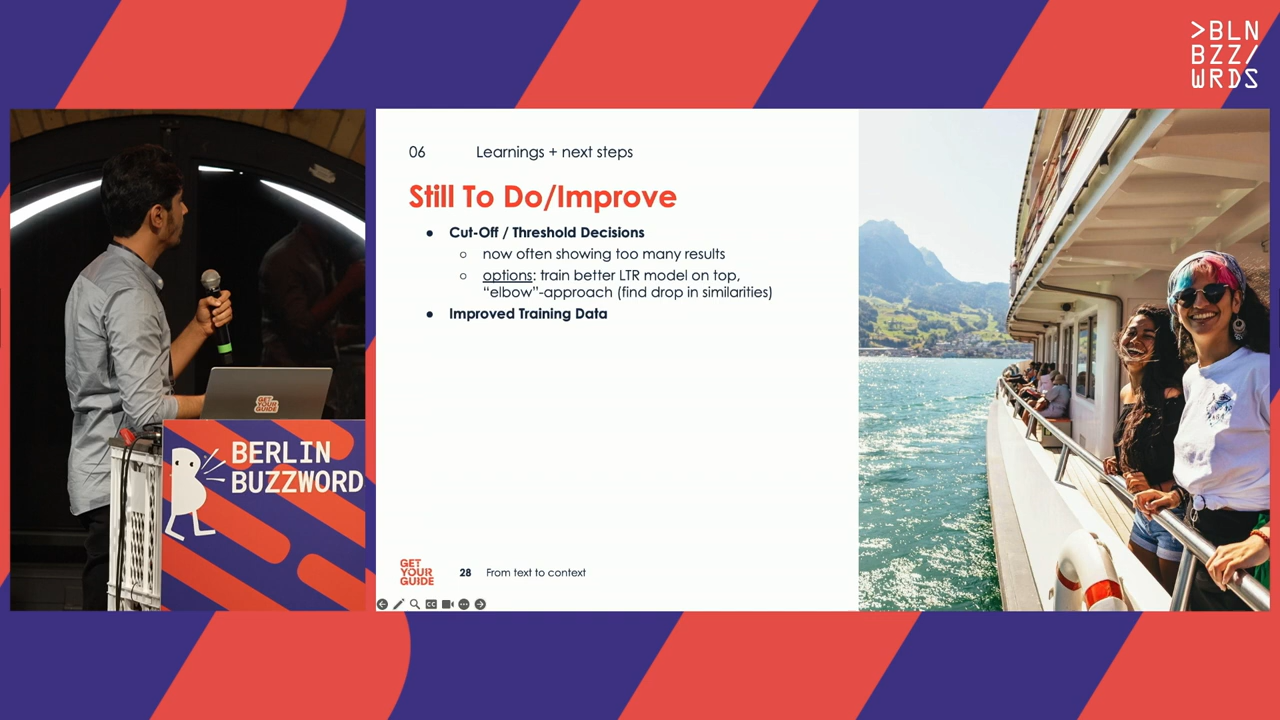 >BLN
BZZ/
WRDS
06 Learnings + next steps
Still To Do/Improve
● Cut-Off / Threshold Decisions
○ now often showing too many results
○ options: train better LTR model on top,
“elbow”-approach (find drop in similarities)
● Improved Training Data
GET
YOUR
GUIDE
28 From text to context
GET
YOUR
GUIDE
BERLIN
BUZZWORD
CC